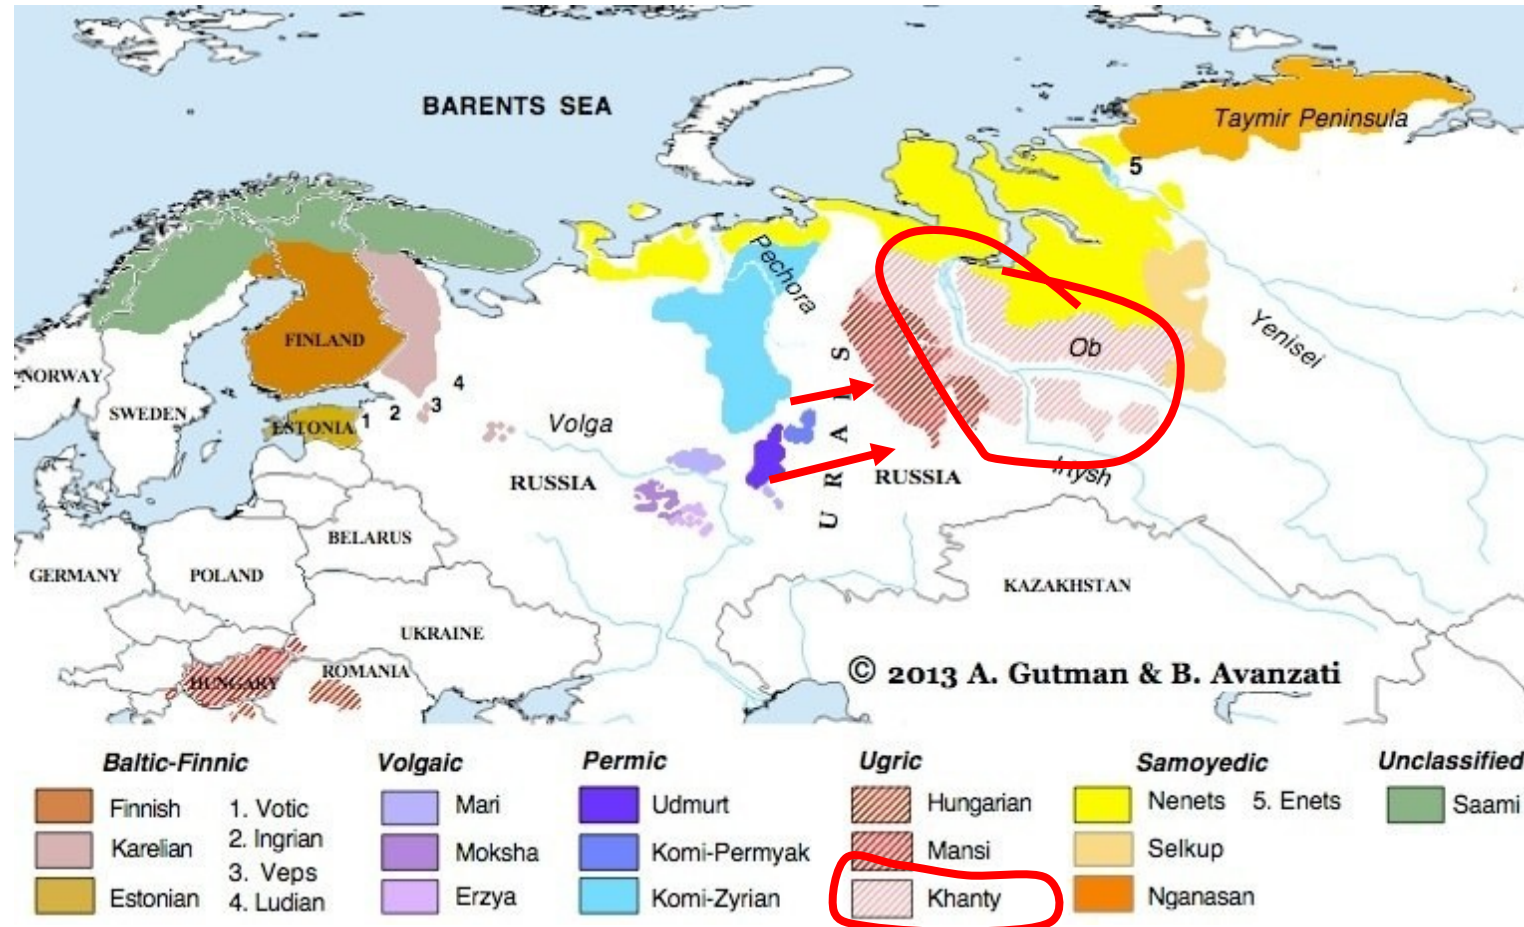 BARENTS SEA
Taymir Peninsula
5
Pechora
Yenisei
Ob
FINLAND
NORWAY
SWEDEN
4
3
2
1
ESTONIA
Volga
URALS
RUSSIA
RUSSIA
Irtysh
BELARUS
GERMANY
POLAND
KAZAKHSTAN
UKRAINE
ROMANIA
HUNGARY
© 2013 A. Gutman & B. Avanzati
Baltic-Finnic
Finnish
Karelian
Estonian
1. Votic
2. Ingrian
3. Veps
4. Ludian
Volgaic
Mari
Moksha
Erzya
Permic
Udmurt
Komi-Permyak
Komi-Zyrian
Ugric
Hungarian
Mansi
Khanty
Samoyedic
Nenets
Selkup
Nganasan
5. Enets
Unclassified
Saami